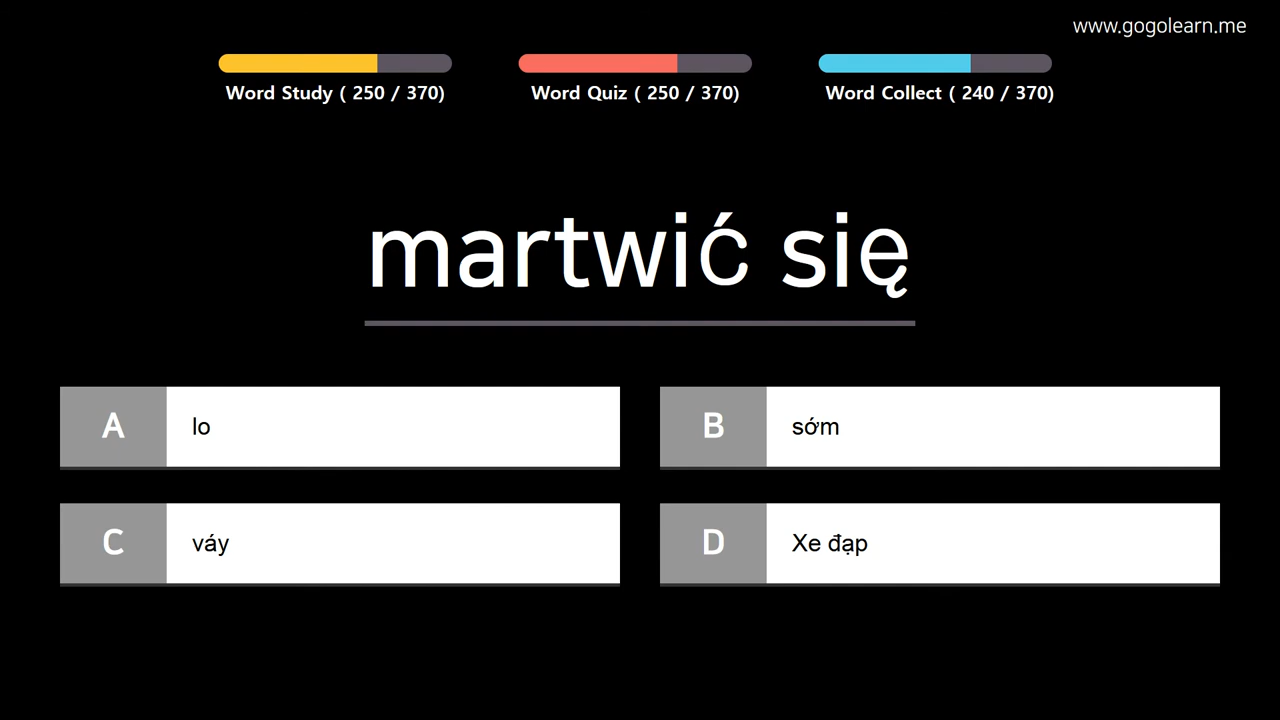 www.gogolearn.me
Word Study ( 250 / 370)
Word Quiz ( 250 / 370)
Word Collect ( 240 / 370)
martwić się
A lo
B sớm
C váy
D Xe đạp